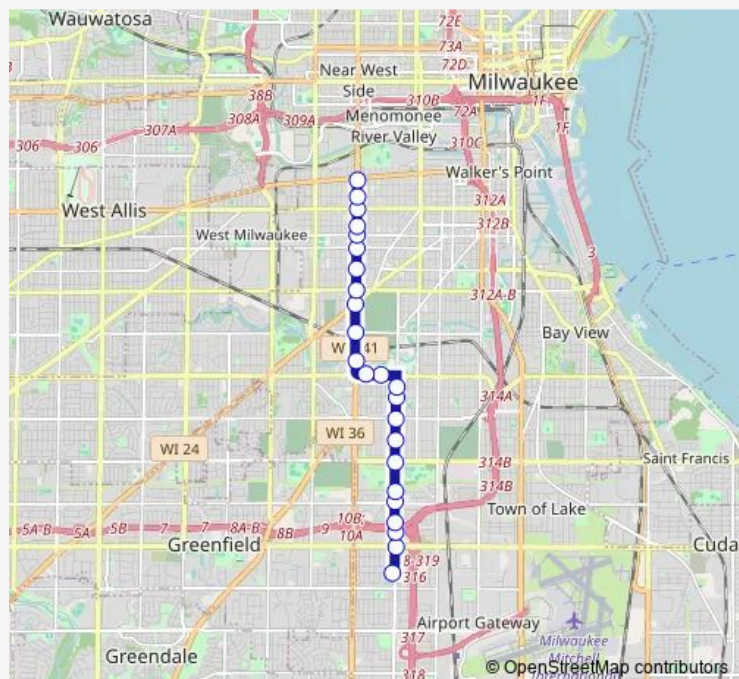 Wauwatosa
72E
73A
Near West
Side
72D
Milwaukee
38B
310B
1F
307A
308A
309A
Menomonee
River Valley
72A
1F
306
306
310C
Walker's Point
312A
West Allis
312B
West Milwaukee
3
312A-B
Bay View
W 41
314A
WI 36
WI 24
314B
Saint Francis
314B
Town of Lake
5A-B
5A
5B
7
7
8A-B
8B
9
10B;
10A
Greenfield
Cuda
8-319
316
Airport Gateway
317
Milwaukee
Mitchell
International
Greendale
318
© OpenStreetMap contributors